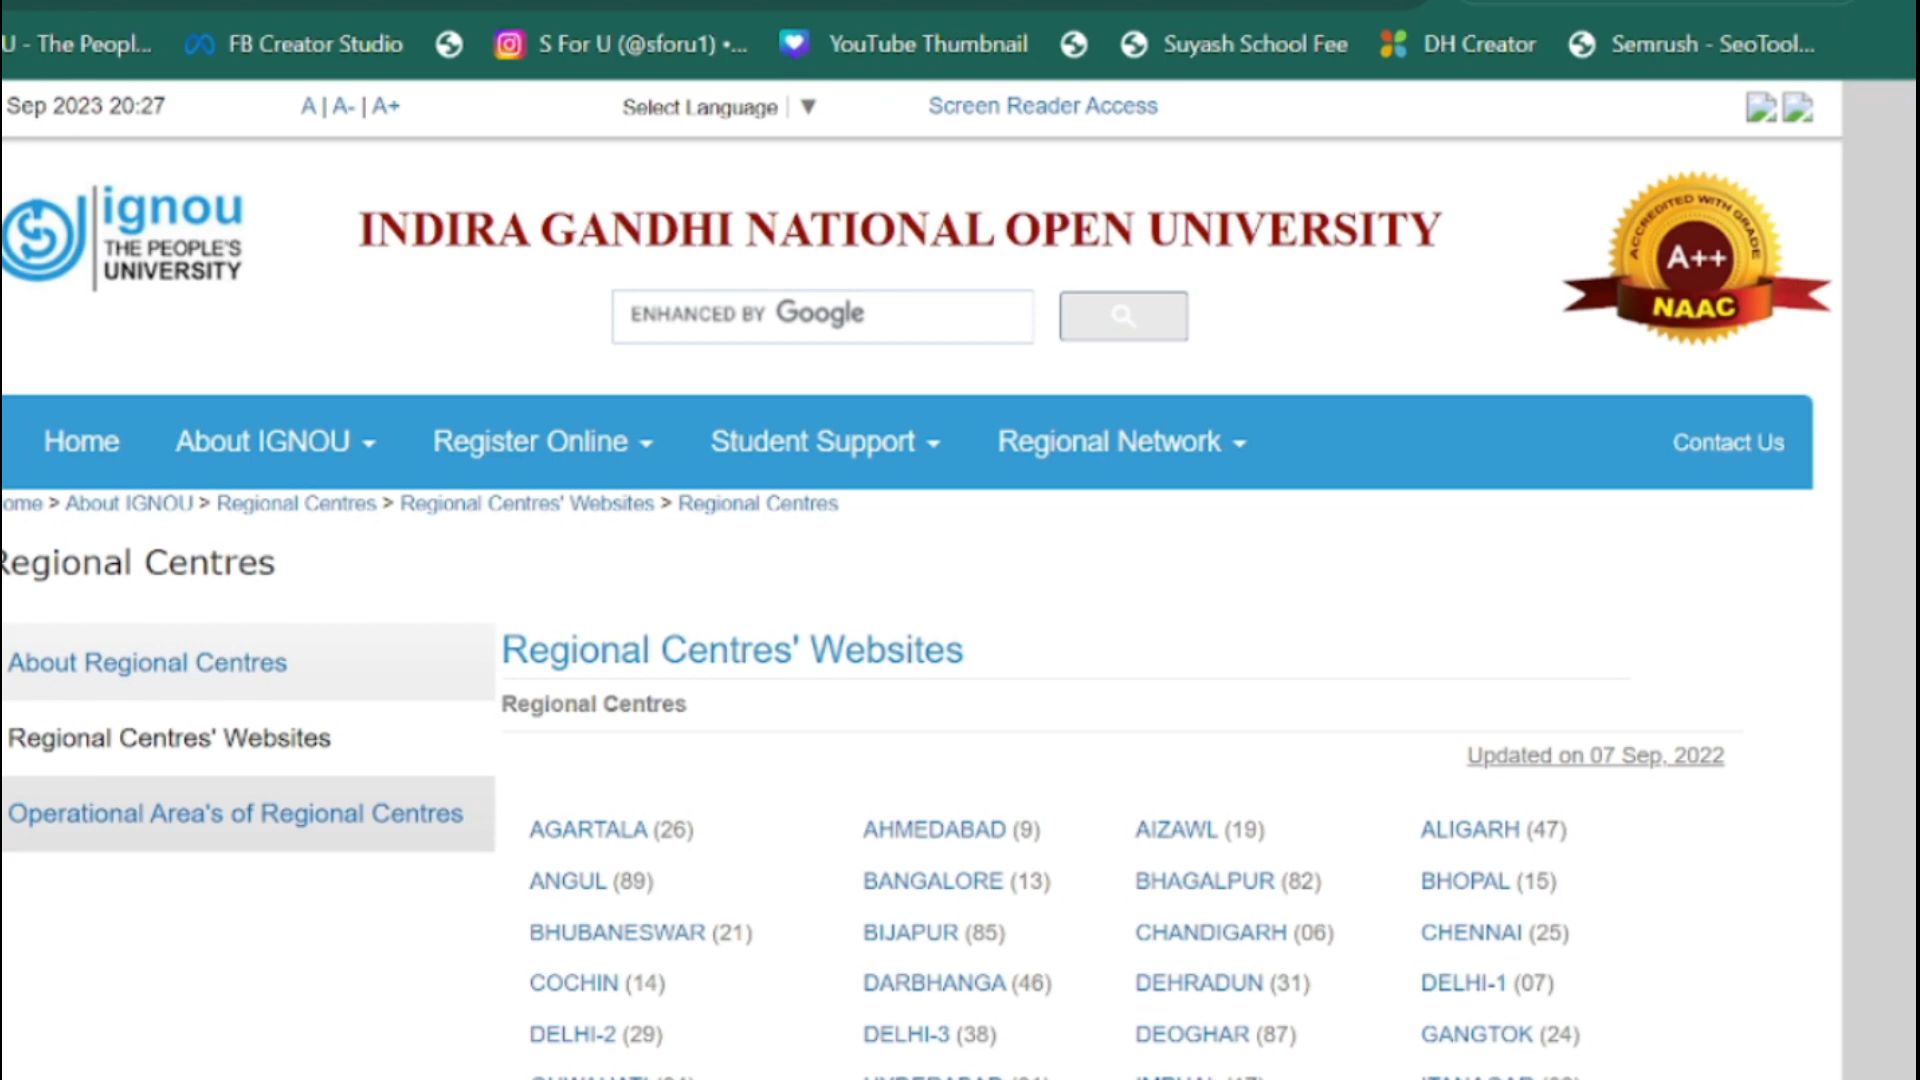 U - The Peopl... FB Creator Studio S For U (@sforu1) •... YouTube Thumbnail Suyash School Fee DH Creator Semrush - SeoTool...
Sep 2023 20:27 A | A- | A+ Select Language ▼ Screen Reader Access
ignou
THE PEOPLE'S
UNIVERSITY
INDIRA GANDHI NATIONAL OPEN UNIVERSITY
ENHANCED BY Google
ACCREDITED WITH GRADE
A++
NAAC
Home About IGNOU Register Online Student Support Regional Network Contact Us
ome > About IGNOU > Regional Centres > Regional Centres' Websites > Regional Centres
Regional Centres
About Regional Centres
Regional Centres' Websites
Operational Area's of Regional Centres
Regional Centres' Websites
Regional Centres
Updated on 07 Sep, 2022
AGARTALA (26) AHMEDABAD (9) AIZAWL (19) ALIGARH (47)
ANGUL (89) BANGALORE (13) BHAGALPUR (82) BHOPAL (15)
BHUBANESWAR (21) BIJAPUR (85) CHANDIGARH (06) CHENNAI (25)
COCHIN (14) DARBHANGA (46) DEHRADUN (31) DELHI-1 (07)
DELHI-2 (29) DELHI-3 (38) DEOGHAR (87) GANGTOK (24)